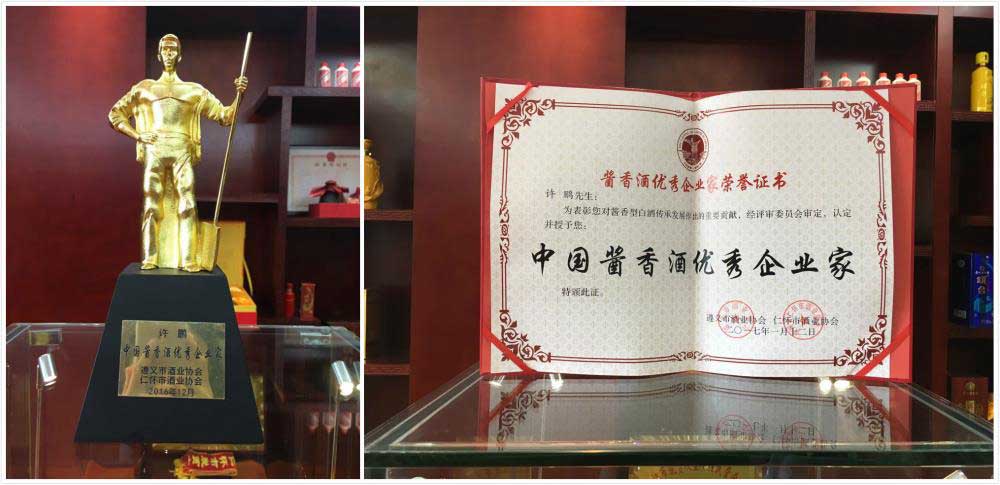 许 鹏
中国酱香酒优秀企业家
遵义市酒业协会
仁怀市酒业协会
2016年12月
酱香酒优秀企业家荣誉证书
许 鹏先生：
为表彰您对酱香型白酒传承发展作出的重要贡献，经评审委员会审定，认定
并授予您：
中国酱香酒优秀企业家
特颁此证。
遵义市酒业协会 仁怀市酒业协会
二〇一七年一月十二日